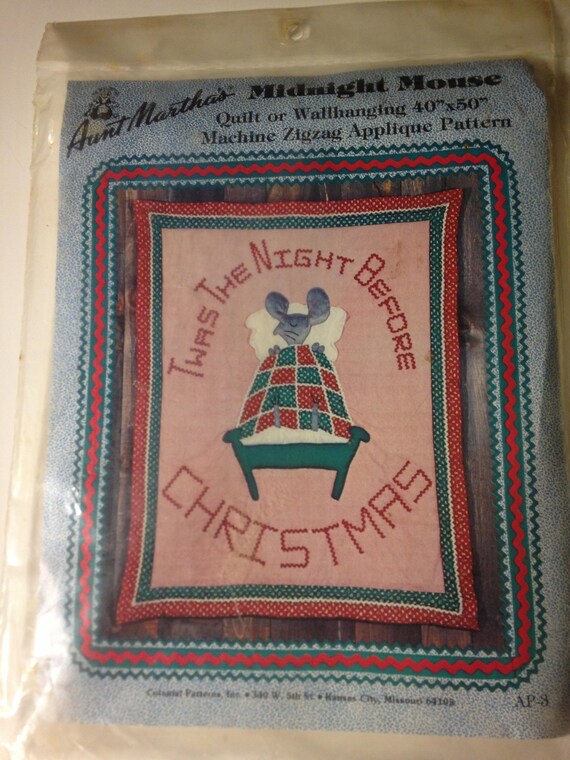 Aunt Martha's Midnight Mouse
Quilt or Wallhanging 40"x50"
Machine Zigzag Applique Pattern
Twas The Night Before
Christmas
Colonial Patterns, Inc. • 340 W. 5th St. • Kansas City, Missouri 64105
AP-3